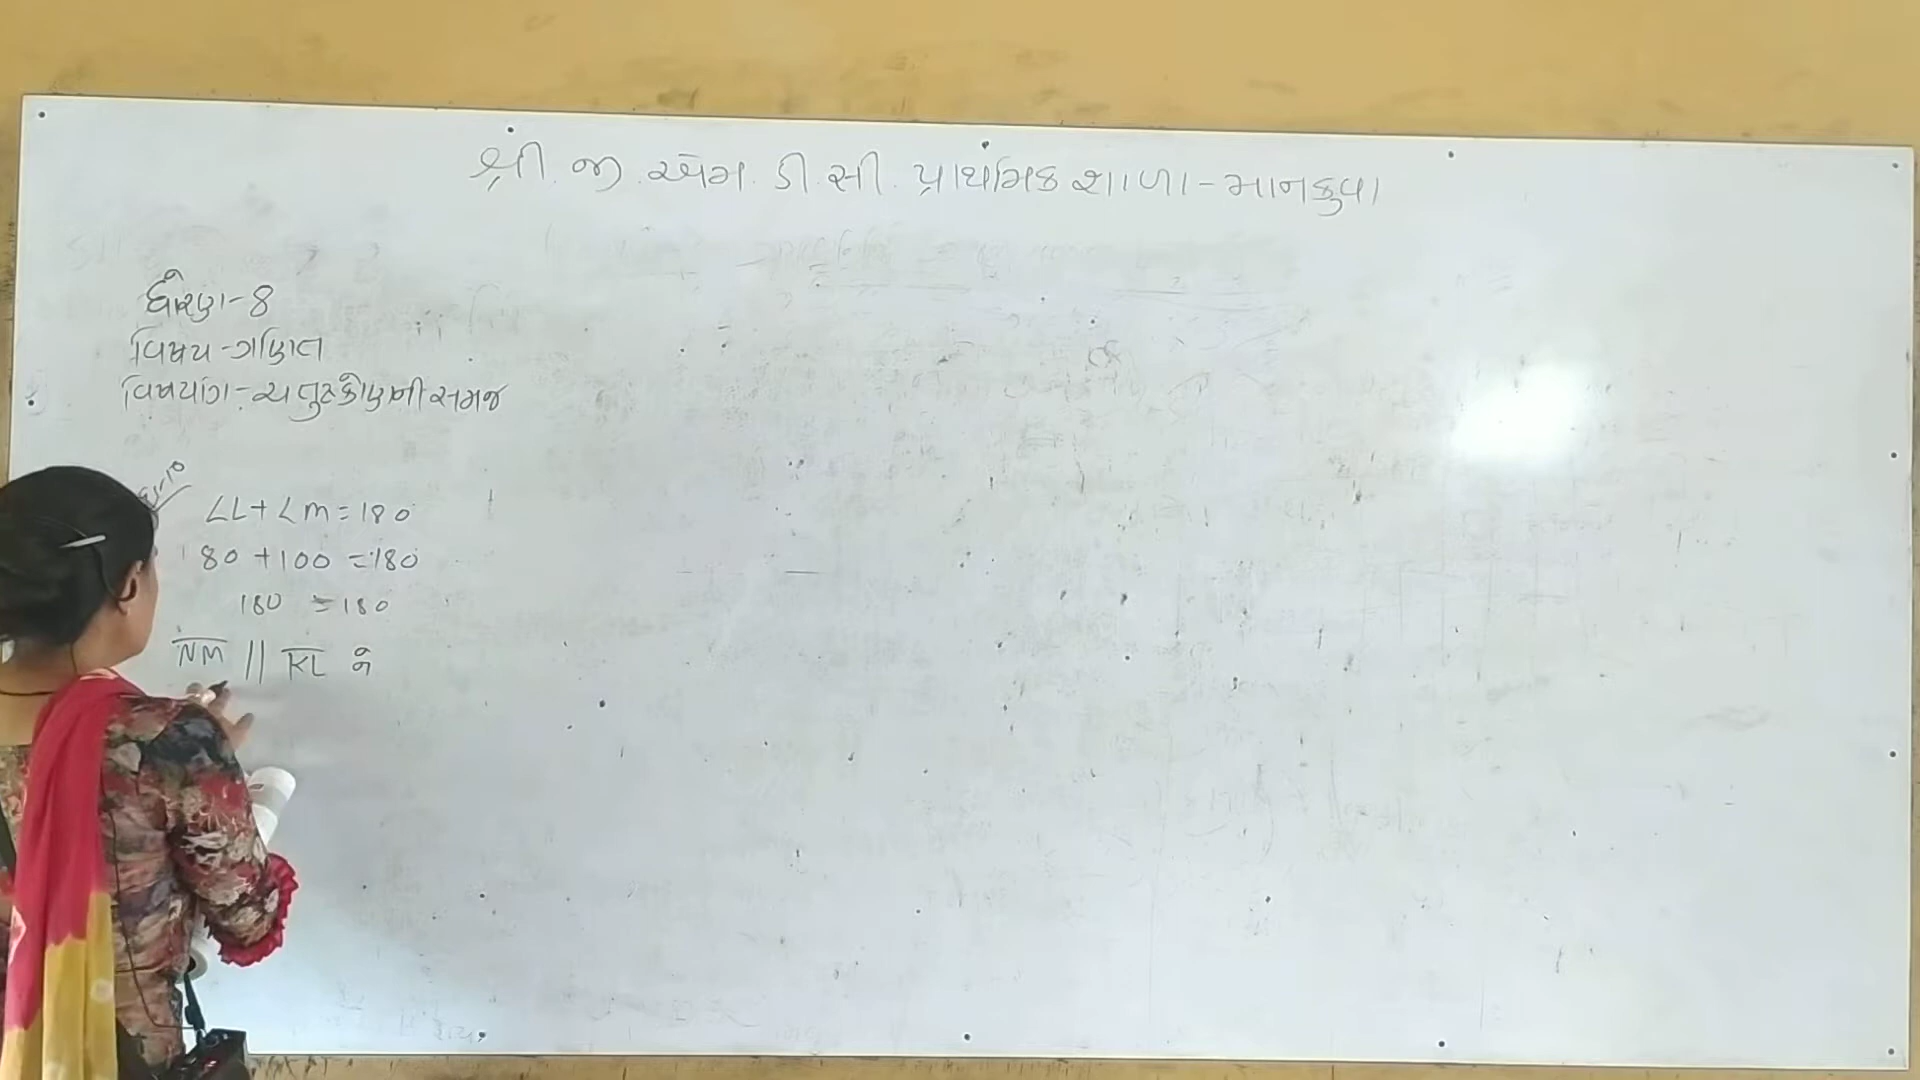 શ્રી. જી. એમ. ડી. સી. પ્રાથમિક શાળા - માનકુવા
ધોરણ - 8
વિષય - ગણિત
વિષયાંગ - ચતુષ્કોણની સમજ
∠L + ∠M = 180
80 + 100 = 180
180 = 180
NM || KL ને